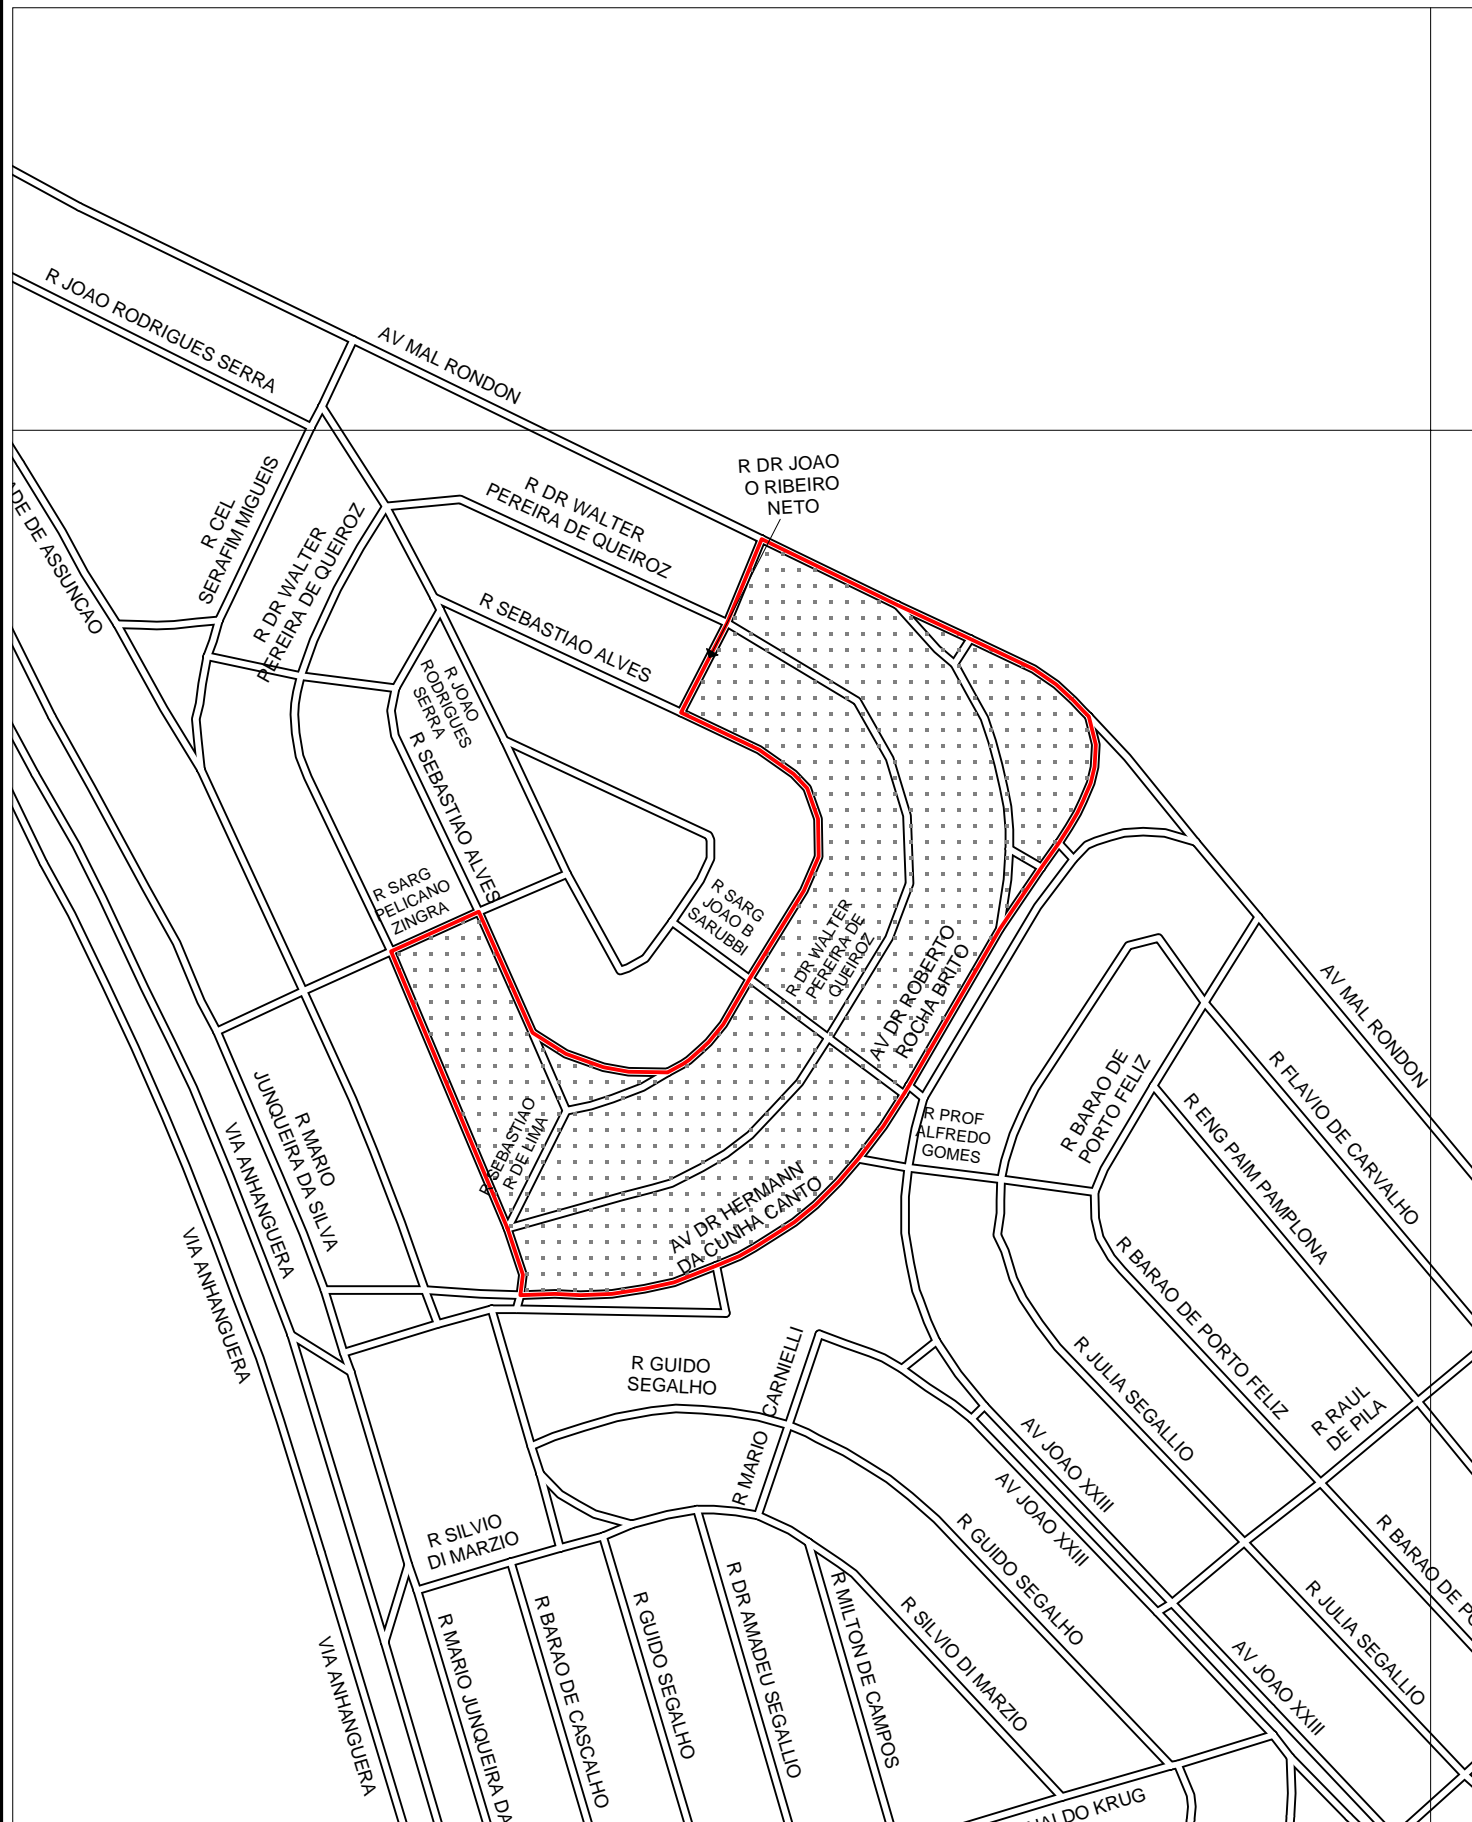 R JOAO RODRIGUES SERRA
AV MAL RONDON
R DR JOAO
O RIBEIRO
NETO
R CEL
SERAFIM MIGUEIS
R DR WALTER
PEREIRA DE QUEIROZ
R DR WALTER
PEREIRA DE QUEIROZ
DE DE ASSUNCAO
R SEBASTIAO ALVES
R JOAO
RODRIGUES
SERRA
R SEBASTIAO ALVES
R SARG
PELICANO
ZINGRA
R SARG
JOAO B
SARUBBI
R DR WALTER
PEREIRA DE
QUEIROZ
AV DR ROBERTO
ROCHA BRITO
AV MAL RONDON
R FLAVIO DE CARVALHO
R BARAO DE
PORTO FELIZ
R ENG PAIM PAMPLONA
R PROF
ALFREDO
GOMES
R SEBASTIAO
R DE LIMA
R MARIO
JUNQUEIRA DA SILVA
VIA ANHANGUERA
VIA ANHANGUERA
AV DR HERMANN
DA CUNHA CANTO
R BARAO DE PORTO FELIZ
R JULIA SEGALLIO
R RAUL
DE PILA
R GUIDO
SEGALHO
R MARIO CARNIELLI
AV JOAO XXIII
AV JOAO XXIII
R GUIDO SEGALHO
R SILVIO
DI MARZIO
R BARAO DE PO
R JULIA SEGALLIO
AV JOAO XXIII
R SILVIO DI MARZIO
R MILTON DE CAMPOS
R DR AMADEU SEGALLIO
R GUIDO SEGALHO
R BARAO DE CASCALHO
R MARIO JUNQUEIRA DA
VIA ANHANGUERA
ALDO KRUG